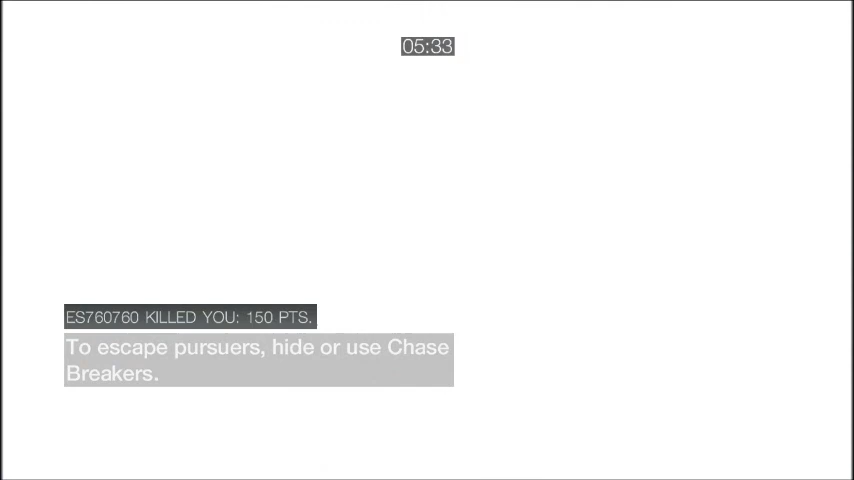 05:33
ES760760 KILLED YOU: 150 PTS.
To escape pursuers, hide or use Chase
Breakers.